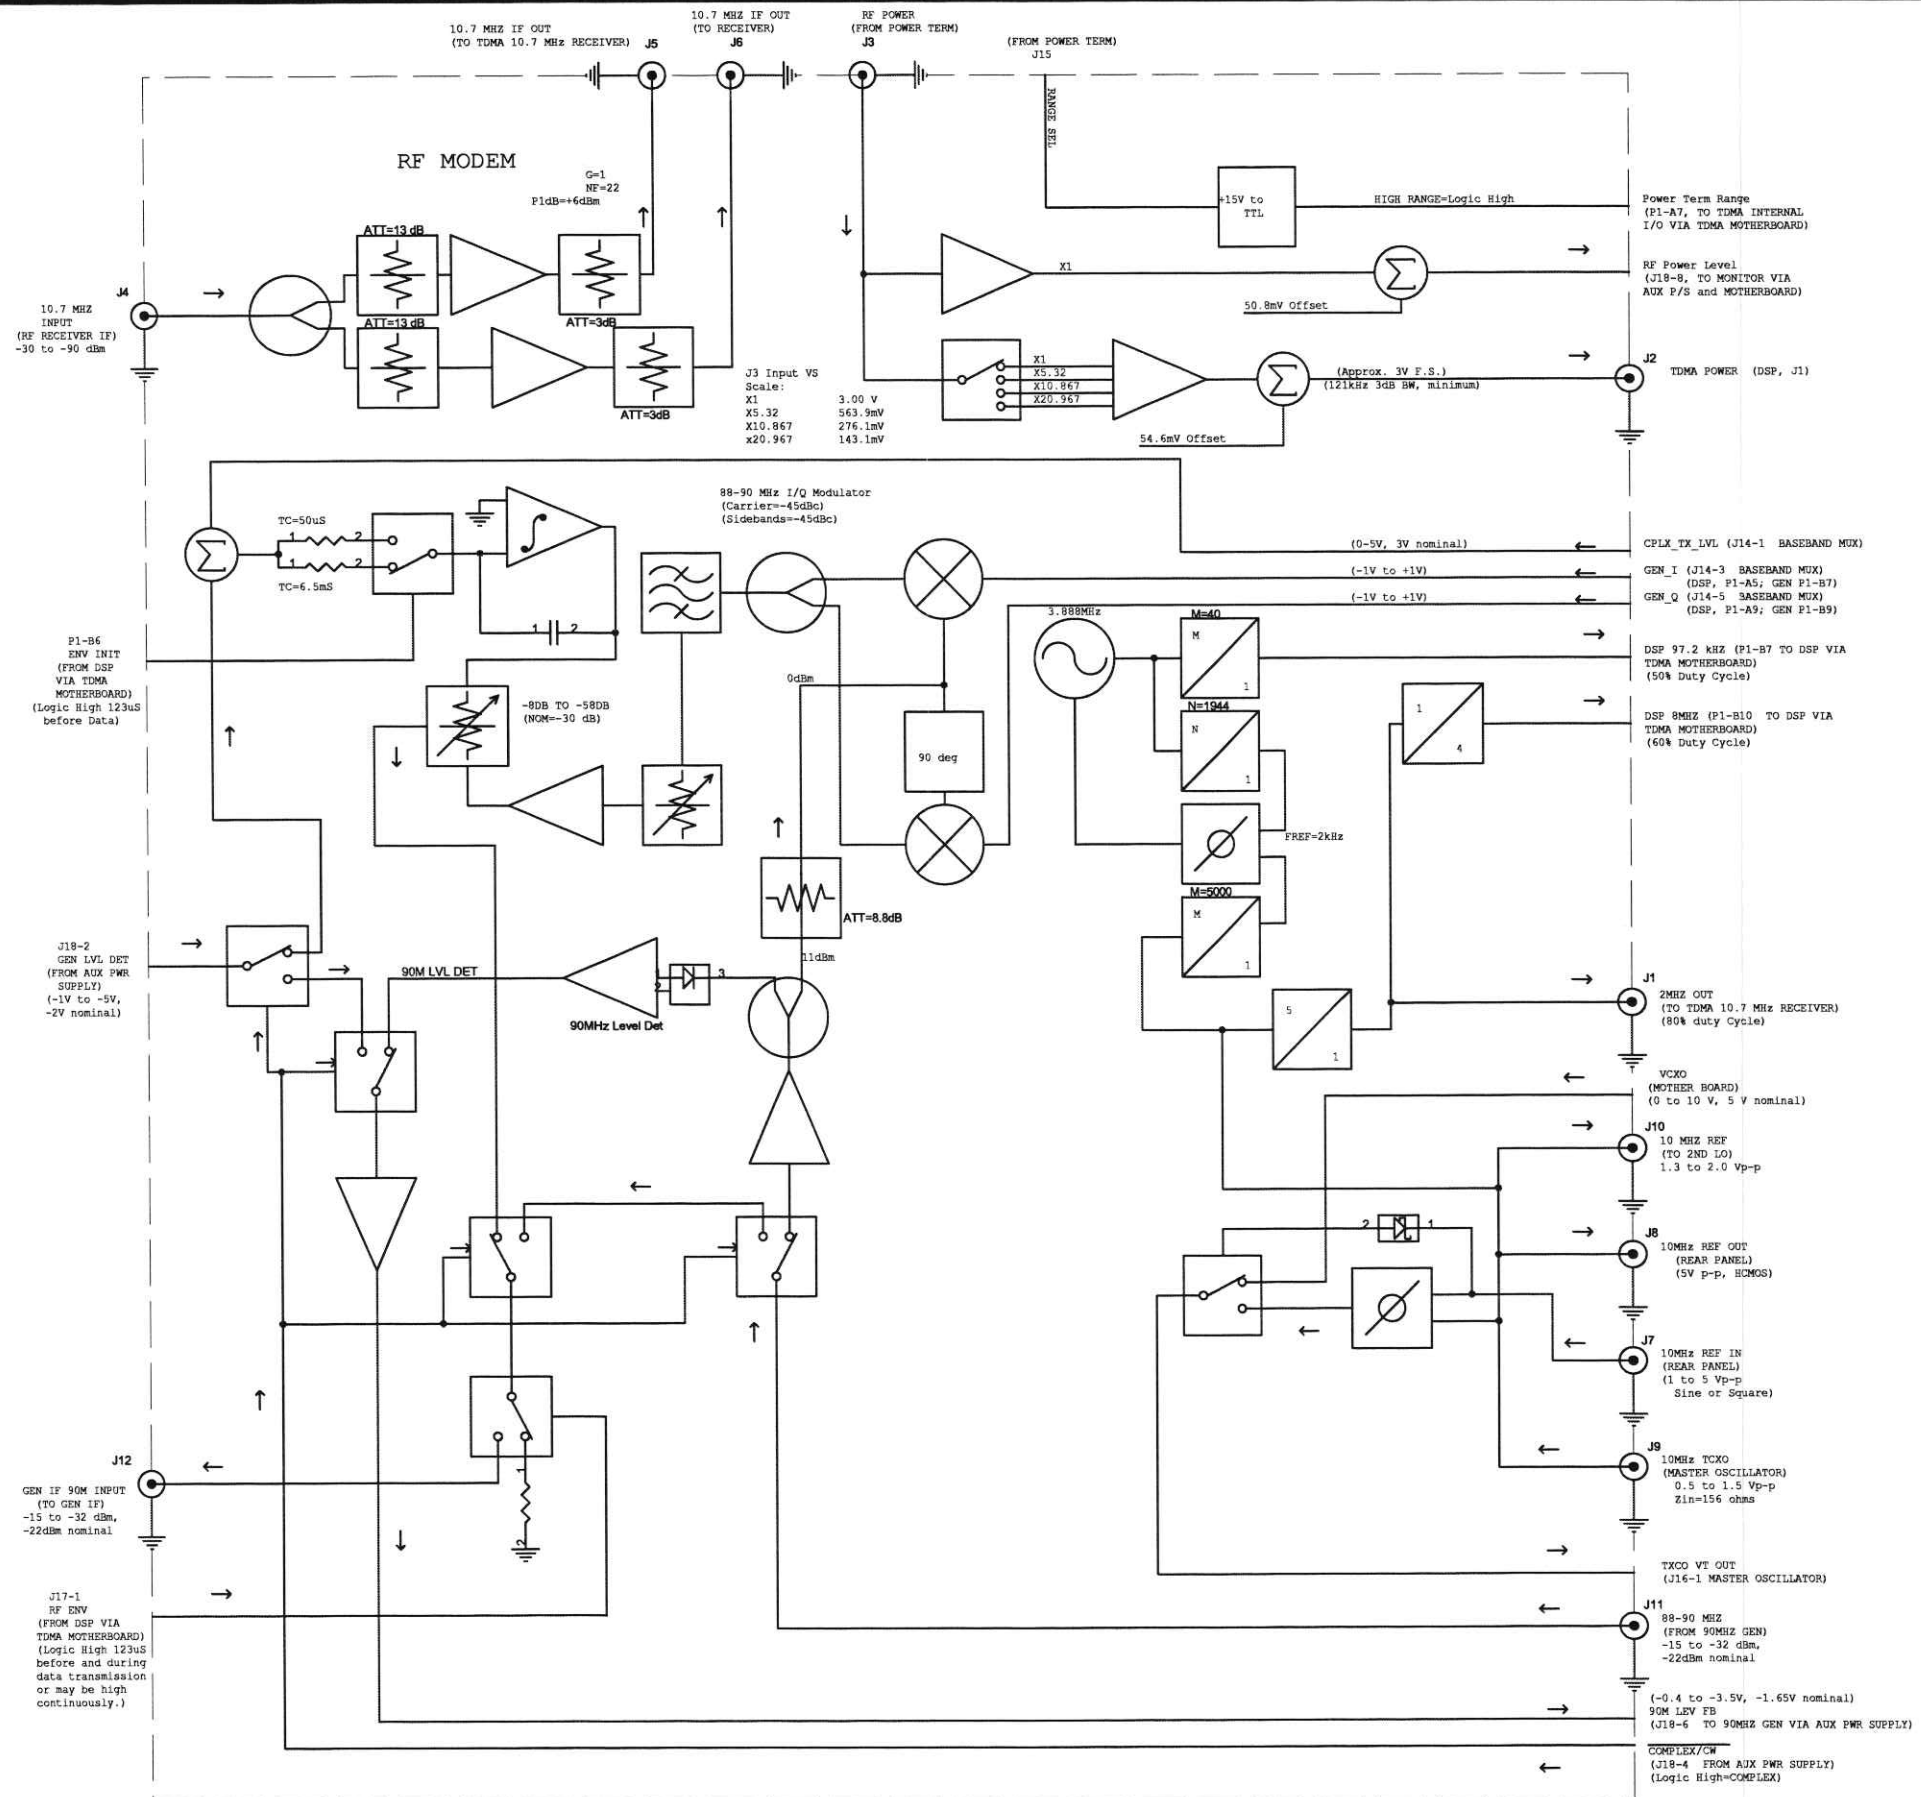 10.7 MHZ IF OUT
(TO TDMA 10.7 MHz RECEIVER)
J5
10.7 MHZ IF OUT
(TO RECEIVER)
J6
RF POWER
(FROM POWER TERM)
J3
(FROM POWER TERM)
J15
RANGE SEL
RF MODEM
G=1
NF=22
P1dB=+6dBm
ATT=13 dB
ATT=3dB
ATT=13 dB
ATT=3dB
J4
10.7 MHZ
INPUT
(RF RECEIVER IF)
-30 to -90 dBm
+15V to
TTL
HIGH RANGE=Logic High
Power Term Range
(P1-A7, TO TDMA INTERNAL
I/O VIA TDMA MOTHERBOARD)
X1
50.8mV Offset
RF Power Level
(J18-8, TO MONITOR VIA
AUX P/S and MOTHERBOARD)
X1
X5.32
X10.867
X20.967
(Approx. 3V F.S.)
(121kHz 3dB BW, minimum)
54.6mV Offset
J2
TDMA POWER (DSP, J1)
J3 Input VS
Scale:
X1 3.00 V
X5.32 563.9mV
X10.867 276.1mV
x20.967 143.1mV
TC=50uS
1 2
1 2
TC=6.5mS
1 2
88-90 MHz I/Q Modulator
(Carrier=-45dBc)
(Sidebands=-45dBc)
(0-5V, 3V nominal)
CPLX_TX_LVL (J14-1 BASEBAND MUX)
(-1V to +1V)
GEN_I (J14-3 BASEBAND MUX)
(DSP, P1-A5; GEN P1-B7)
(-1V to +1V)
GEN_Q (J14-5 BASEBAND MUX)
(DSP, P1-A9; GEN P1-B9)
P1-B6
ENV INIT
(FROM DSP
VIA TDMA
MOTHERBOARD)
(Logic High 123uS
before Data)
-8DB TO -58DB
(NOM=-30 dB)
0dBm
90 deg
3.888MHz
M=40
M
1
N=1944
N
1
FREF=2kHz
M=5000
M
1
DSP 97.2 kHZ (P1-B7 TO DSP VIA
TDMA MOTHERBOARD)
(50% Duty Cycle)
1
4
DSP 8MHZ (P1-B10 TO DSP VIA
TDMA MOTHERBOARD)
(60% Duty Cycle)
ATT=8.8dB
11dBm
J18-2
GEN LVL DET
(FROM AUX PWR
SUPPLY)
(-1V to -5V,
-2V nominal)
90M LVL DET
1
2
3
90MHz Level Det
5
1
J1
2MHZ OUT
(TO TDMA 10.7 MHz RECEIVER)
(80% duty Cycle)
VCXO
(MOTHER BOARD)
(0 to 10 V, 5 V nominal)
J10
10 MHZ REF
(TO 2ND LO)
1.3 to 2.0 Vp-p
2 1
J8
10MHz REF OUT
(REAR PANEL)
(5V p-p, HCMOS)
J7
10MHz REF IN
(REAR PANEL)
(1 to 5 Vp-p
Sine or Square)
J9
10MHz TCXO
(MASTER OSCILLATOR)
0.5 to 1.5 Vp-p
Zin=156 ohms
J12
GEN IF 90M INPUT
(TO GEN IF)
-15 to -32 dBm,
-22dBm nominal
1
2
TXCO VT OUT
(J16-1 MASTER OSCILLATOR)
J17-1
RF ENV
(FROM DSP VIA
TDMA MOTHERBOARD)
(Logic High 123uS
before and during
data transmission
or may be high
continuously.)
J11
88-90 MHZ
(FROM 90MHZ GEN)
-15 to -32 dBm,
-22dBm nominal
(-0.4 to -3.5V, -1.65V nominal)
90M LEV FB
(J18-6 TO 90MHZ GEN VIA AUX PWR SUPPLY)
COMPLEX/CW
(J18-4 FROM AUX PWR SUPPLY)
(Logic High=COMPLEX)